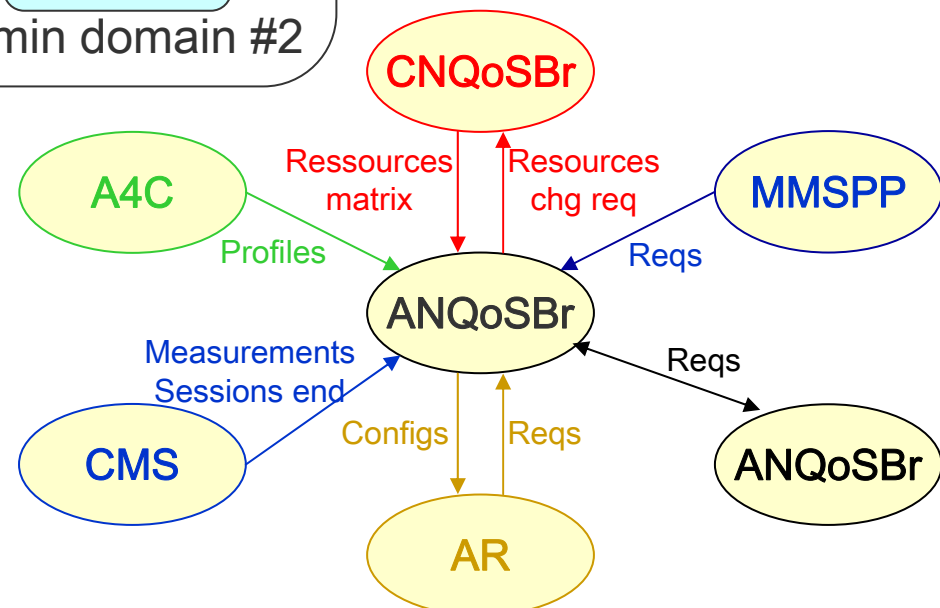 min domain #2
CNQoSBr
A4C
Ressources
matrix
Resources
chg req
MMSPP
Profiles
Reqs
ANQoSBr
Measurements
Sessions end
Reqs
CMS
Configs
Reqs
ANQoSBr
AR